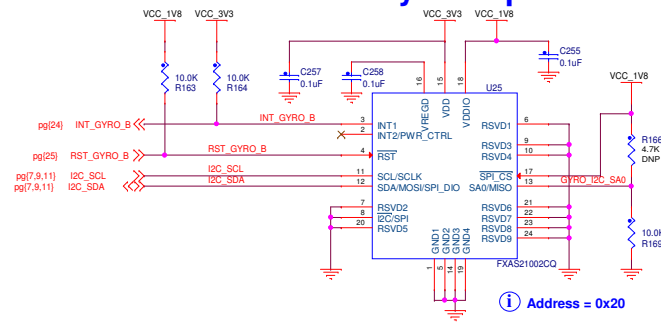 VCC_1V8
VCC_3V3
VCC_3V3
VCC_1V8
C257
0.1uF
C258
0.1uF
C255
0.1uF
VCC_1V8
10.0K
R163
10.0K
R164
16
15
18
U25
VREGD
VDD
VDDIO
R166
4.7K
DNP
pg{24} INT_GYRO_B
INT_GYRO_B
3 INT1
2 INT2/PWR_CTRL
pg{25} RST_GYRO_B
RST_GYRO_B
4 RST
pg{7,9,11} I2C_SCL
I2C_SCL
11 SCL/SCLK
pg{7,9,11} I2C_SDA
I2C_SDA
12 SDA/MOSI/SPI_DIO
7 RSVD2
8 I2C/SPI
20 RSVD5
RSVD1 6
RSVD3 9
RSVD4 10
SPI_CS 17
SA0/MISO 13
GYRO_I2C_SA0
RSVD6 21
RSVD7 22
RSVD8 23
RSVD9 24
10.0K
R169
GND1
GND2
GND3
GND4
1
5
14
19
FXAS21002CQ
i Address = 0x20